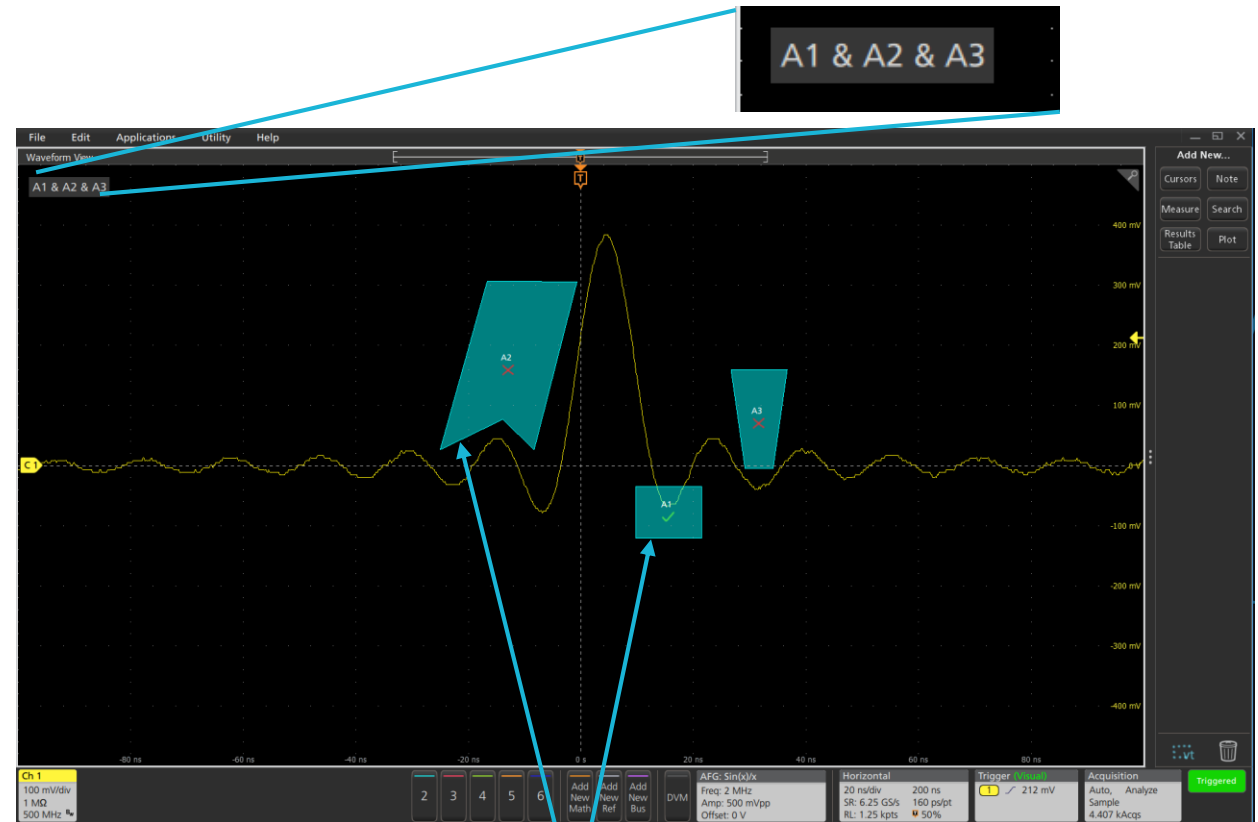 A1 & A2 & A3
File Edit Applications Utility Help
Waveform View
Add New...
A1 & A2 & A3
T
T
Cursors Note
Measure Search
Results Table Plot
400 mV
300 mV
200 mV
100 mV
0 V
-100 mV
-200 mV
-300 mV
-400 mV
A2
A3
A1
C1
-80 ns -60 ns -40 ns -20 ns 0 s 20 ns 40 ns 60 ns 80 ns
vt
Ch 1
100 mV/div
1 MΩ
500 MHz
2 3 4 5 6
Add New Math
Add New Ref
Add New Bus
DVM
AFG: Sin(x)/x
Freq: 2 MHz
Amp: 500 mVpp
Offset: 0 V
Horizontal
20 ns/div 200 ns
SR: 6.25 GS/s 160 ps/pt
RL: 1.25 kpts 50%
Trigger (Visual)
1 212 mV
Acquisition
Auto, Analyze
Sample
4.407 kAcqs
Triggered